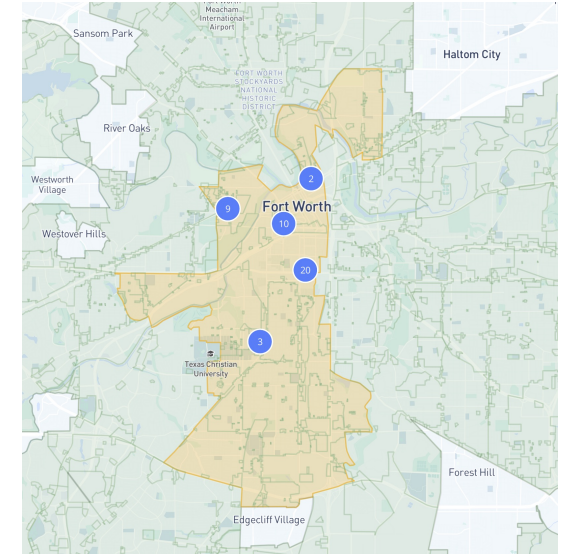 Meacham
International
Airport
Sansom Park
Haltom City
FORT WORTH
STOCKYARDS
NATIONAL
HISTORIC
DISTRICT
River Oaks
Westworth
Village
2
9
Fort Worth
10
Westover Hills
20
3
Texas Christian
University
Forest Hill
Edgecliff Village